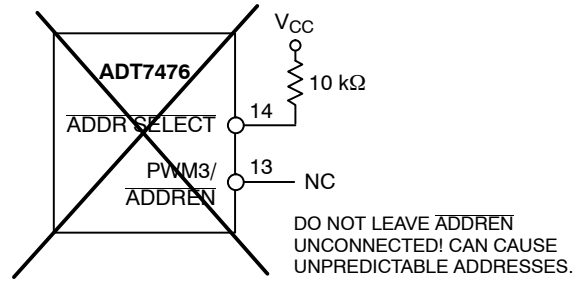 VCC
ADT7476
10 kΩ
ADDR SELECT
14
PWM3/
ADDREN
13
NC
DO NOT LEAVE ADDREN
UNCONNECTED! CAN CAUSE
UNPREDICTABLE ADDRESSES.